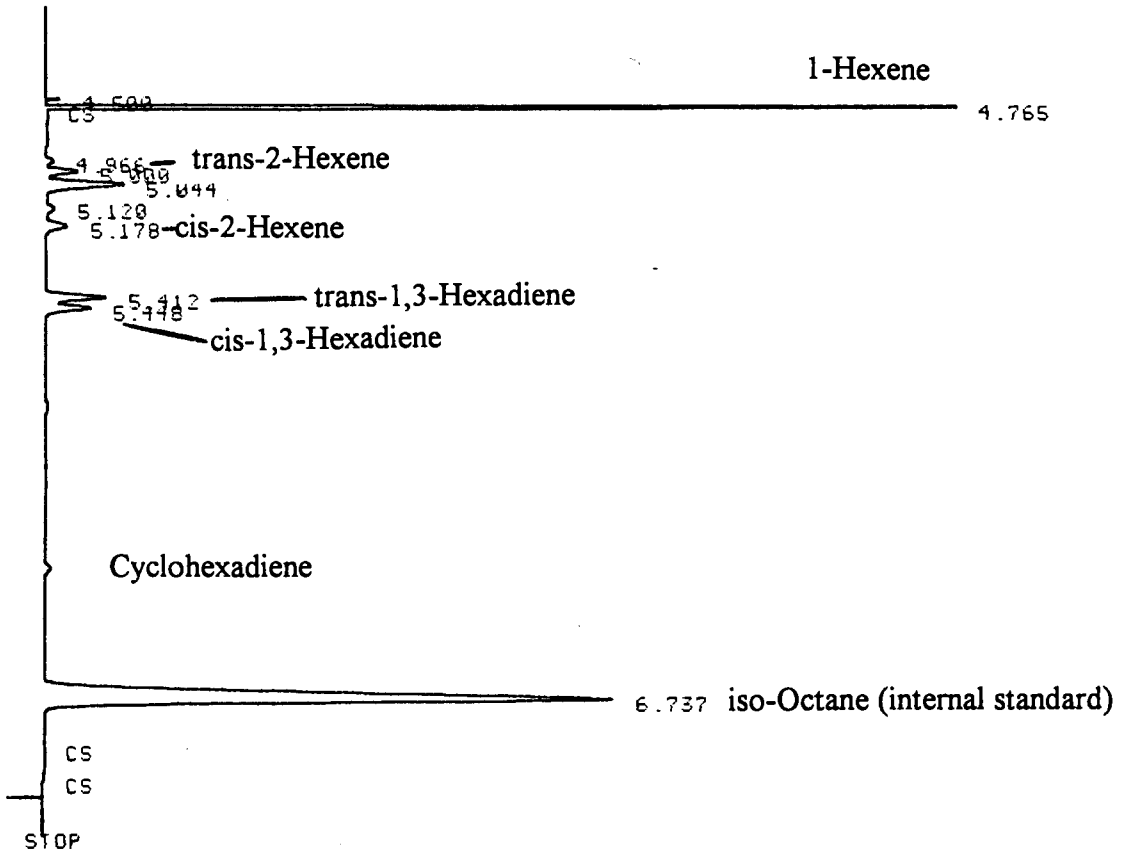 1-Hexene
4.500
CS
4.765
4.966 trans-2-Hexene
5.000
5.044
5.120
5.178 cis-2-Hexene
5.412 trans-1,3-Hexadiene
5.448
cis-1,3-Hexadiene
Cyclohexadiene
6.737 iso-Octane (internal standard)
CS
CS
STOP